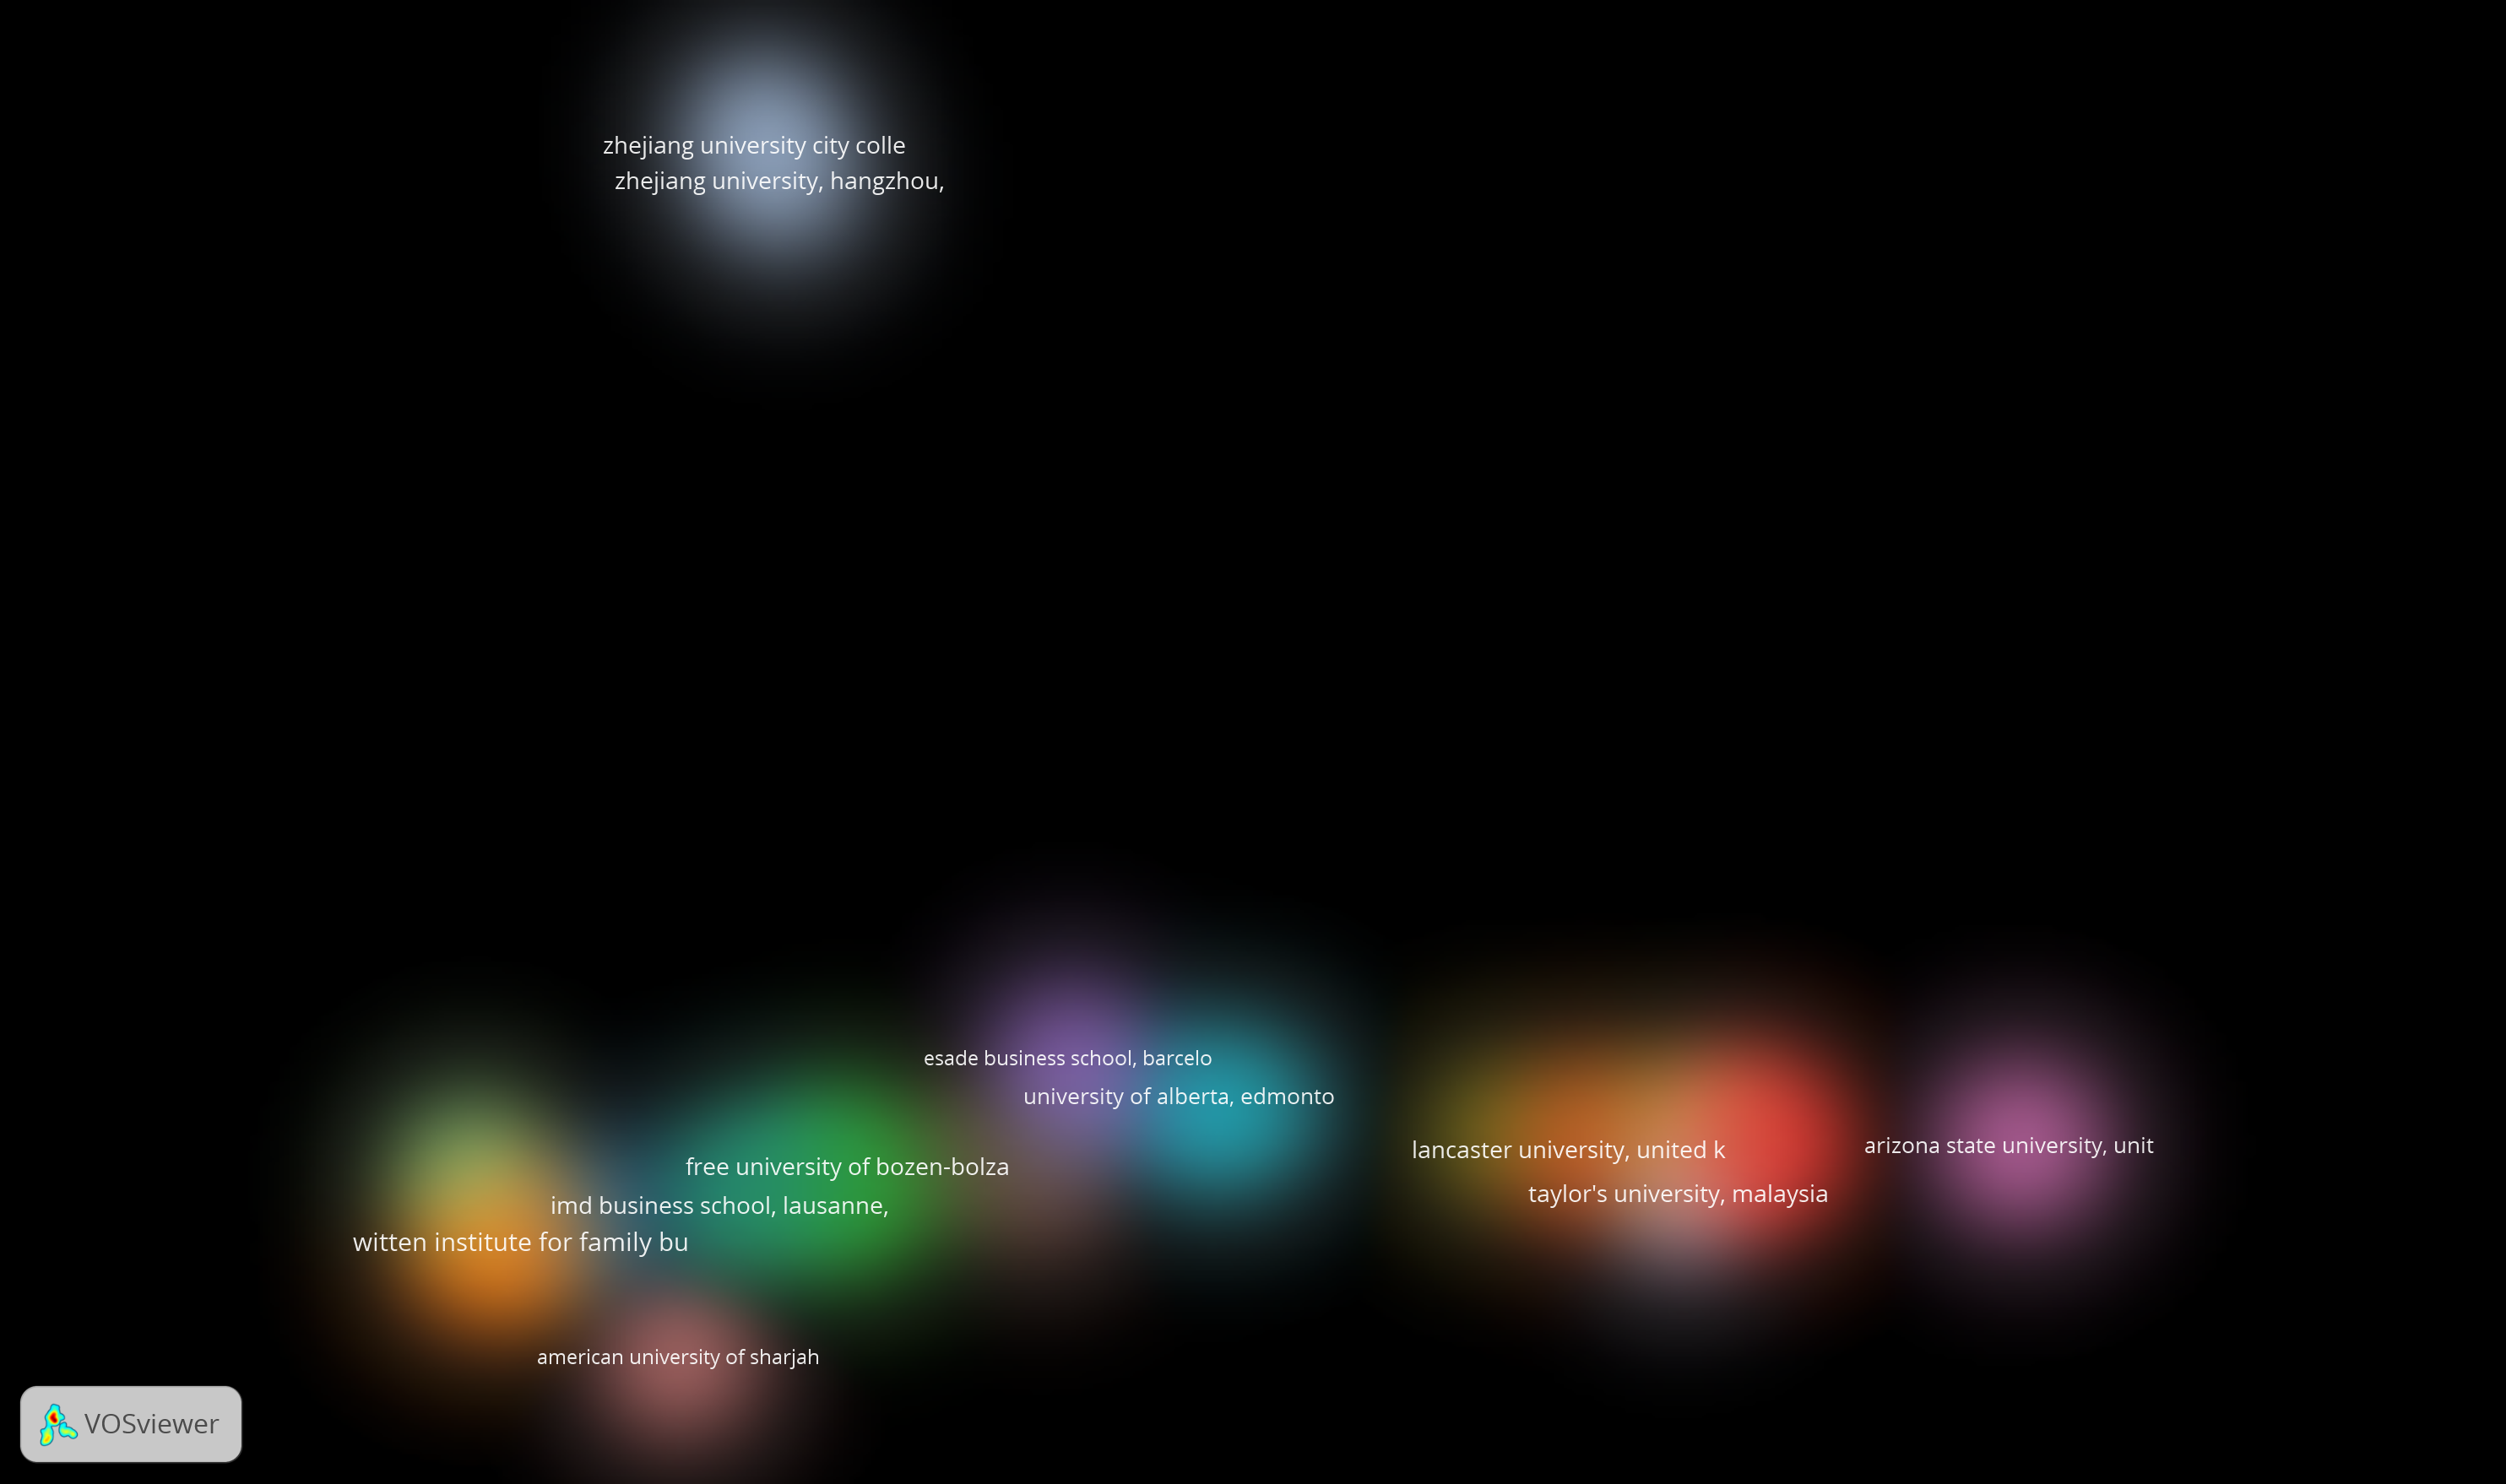 zhejiang university city colle
zhejiang university, hangzhou,
esade business school, barcelo
university of alberta, edmonto
lancaster university, united k
arizona state university, unit
free university of bozen-bolza
taylor's university, malaysia
imd business school, lausanne,
witten institute for family bu
american university of sharjah
VOSviewer